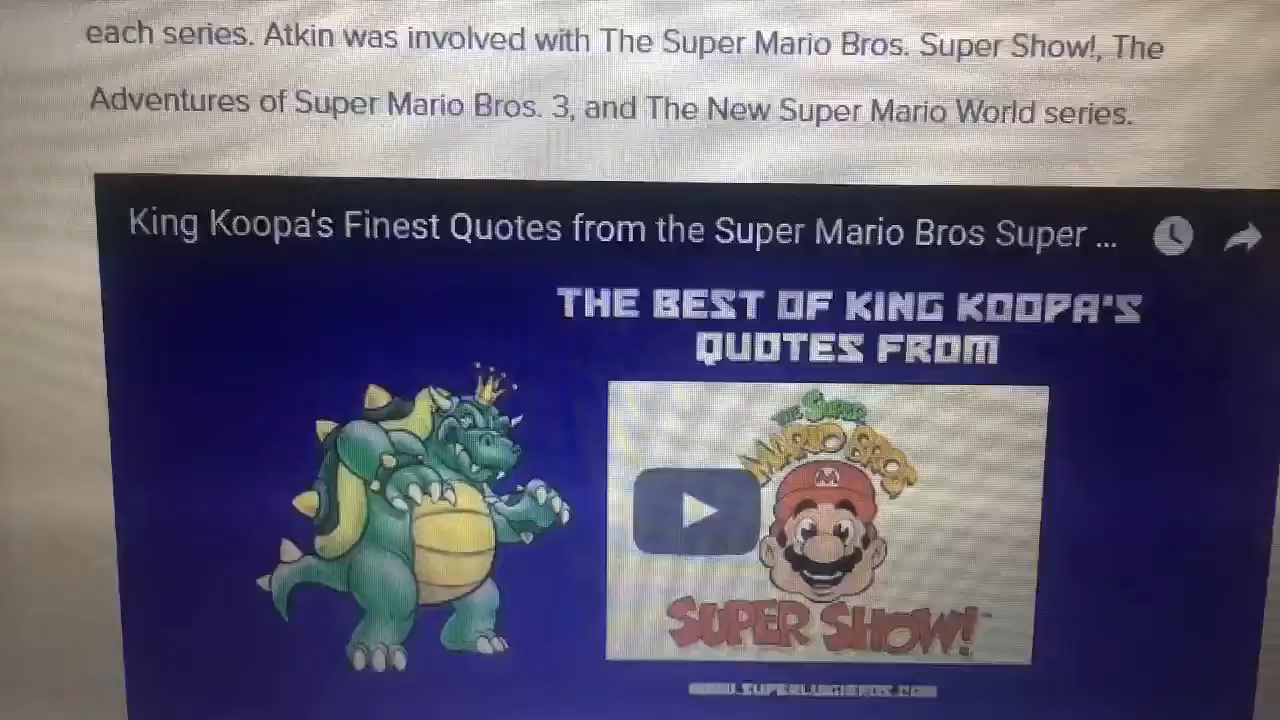 each series. Atkin was involved with The Super Mario Bros. Super Show!, The
Adventures of Super Mario Bros. 3, and The New Super Mario World series.
King Koopa's Finest Quotes from the Super Mario Bros Super ...
THE BEST OF KING KOOPA'S
QUOTES FROM
THE SUPER
MARIO BROS
M
SUPER SHOW!